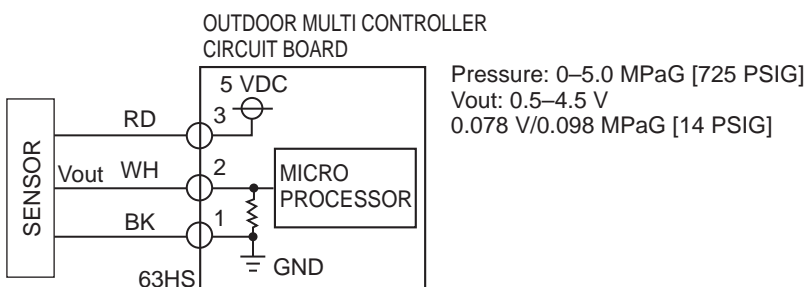 OUTDOOR MULTI CONTROLLER
CIRCUIT BOARD
Pressure: 0–5.0 MPaG [725 PSIG]
Vout: 0.5–4.5 V
0.078 V/0.098 MPaG [14 PSIG]
5 VDC
SENSOR
RD
3
Vout WH
2
MICRO
PROCESSOR
BK
1
GND
63HS